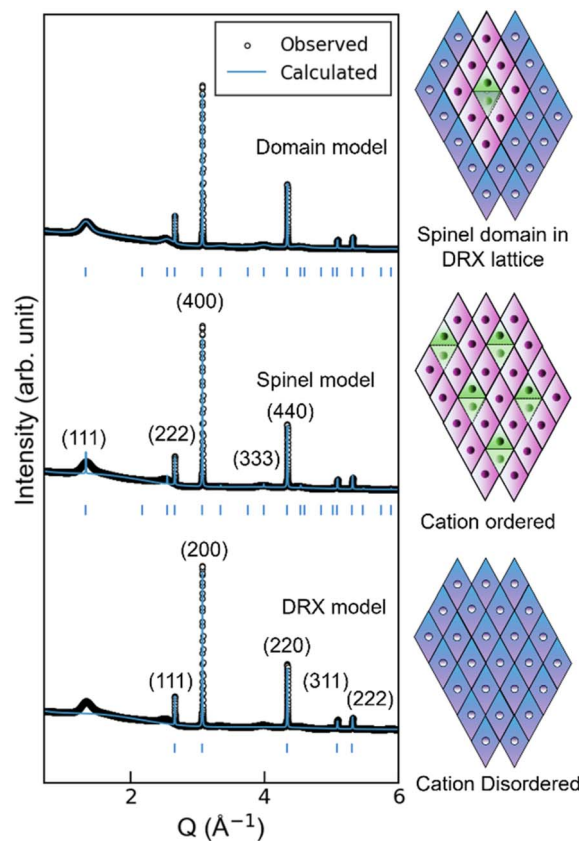 Observed
Calculated
Domain model
Spinel domain in
DRX lattice
(400)
Spinel model
(440)
(111)
(222)
(333)
Cation ordered
(200)
DRX model
(220)
(111)
(311)
(222)
Cation Disordered
Intensity (arb. unit)
2
4
6
Q (Å⁻¹)